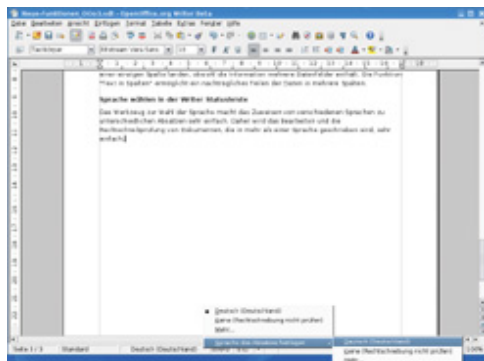 Neue-Funktionen_OOo3.odt - OpenOffice.org Writer Beta
Datei Bearbeiten Ansicht Einfügen Format Tabelle Extras Fenster Hilfe
Textkörper
einer einzigen Spalte fanden, obwohl die Information mehrere Datenfelder enthält. Die Funktion
"Text in Spalten" ermöglicht ein nachträgliches Teilen der Daten in mehrere Spalten.
Sprache wählen in der Writer Statusleiste
Das Werkzeug zur Wahl der Sprache macht das Zuweisen von verschiedenen Sprachen zu
unterschiedlichen Absätzen sehr einfach. Daher wird das Bearbeiten und die
Rechtschreibprüfung von Dokumenten, die in mehr als einer Sprache geschrieben sind, sehr
einfach.
Deutsch (Deutschland)
Keine (Rechtschreibung nicht prüfen)
Mehr...
Sprache des Absatzes festlegen
Deutsch (Deutschland)
Keine (Rechtschreibung nicht prüfen)
Mehr...
Seite 1 / 1 Standard Deutsch (Deutschland) 100%